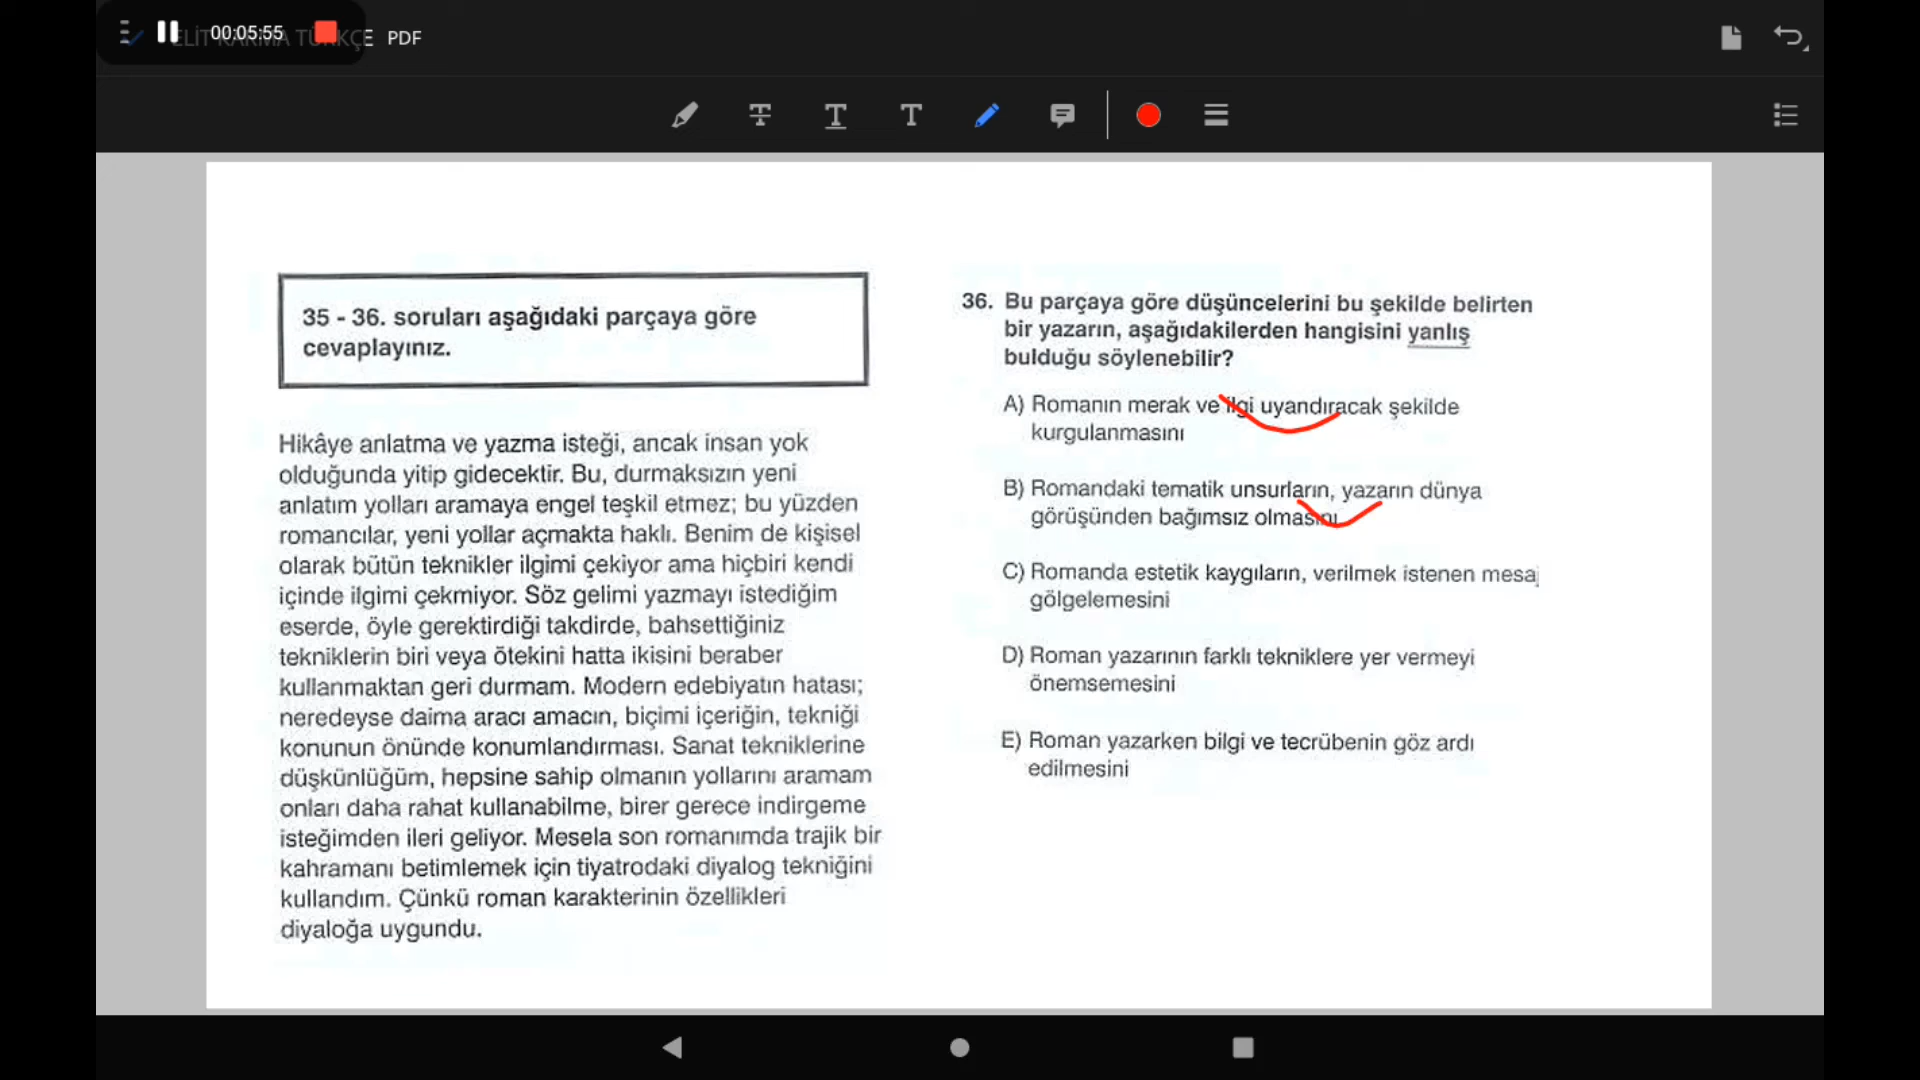 00:05:55
ELİT KARMA TÜRKÇE PDF
35 - 36. soruları aşağıdaki parçaya göre
cevaplayınız.
Hikâye anlatma ve yazma isteği, ancak insan yok
olduğunda yitip gidecektir. Bu, durmaksızın yeni
anlatım yolları aramaya engel teşkil etmez; bu yüzden
romancılar, yeni yollar açmakta haklı. Benim de kişisel
olarak bütün teknikler ilgimi çekiyor ama hiçbiri kendi
içinde ilgimi çekmiyor. Söz gelimi yazmayı istediğim
eserde, öyle gerektirdiği takdirde, bahsettiğiniz
tekniklerin biri veya ötekini hatta ikisini beraber
kullanmaktan geri durmam. Modern edebiyatın hatası;
neredeyse daima aracı amacın, biçimi içeriğin, tekniği
konunun önünde konumlandırması. Sanat tekniklerine
düşkünlüğüm, hepsine sahip olmanın yollarını aramam
onları daha rahat kullanabilme, birer gerece indirgeme
isteğimden ileri geliyor. Mesela son romanımda trajik bir
kahramanı betimlemek için tiyatrodaki diyalog tekniğini
kullandım. Çünkü roman karakterinin özellikleri
diyaloğa uygundu.
36. Bu parçaya göre düşüncelerini bu şekilde belirten
bir yazarın, aşağıdakilerden hangisini yanlış
bulduğu söylenebilir?
A) Romanın merak ve ilgi uyandıracak şekilde
kurgulanmasını
B) Romandaki tematik unsurların, yazarın dünya
görüşünden bağımsız olmasını
C) Romanda estetik kaygıların, verilmek istenen mesaj
gölgelemesini
D) Roman yazarının farklı tekniklere yer vermeyi
önemsemesini
E) Roman yazarken bilgi ve tecrübenin göz ardı
edilmesini